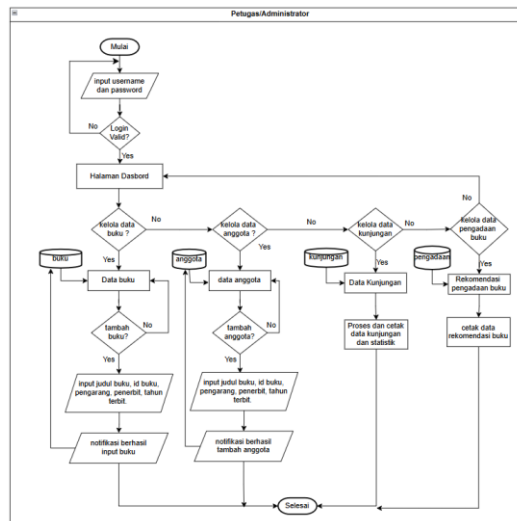 Petugas/Administrator
Mulai
input username
dan password
No
Login
Valid?
Yes
Halaman Dasbord
No
kelola data
buku ?
No
kelola data
anggota ?
No
kelola data
kunjungan
No
kelola data
pengadaan
buku
Yes
Yes
Yes
Yes
buku
anggota
kunjungan
pengadaan
Data buku
data anggota
Data Kunjungan
Rekomendasi
pengadaan buku
tambah
buku?
No
tambah
anggota?
No
Proses dan cetak
data kunjungan
dan statistik
cetak data
rekomendasi buku
Yes
Yes
input judul buku, id buku,
pengarang, penerbit, tahun
terbit.
input judul buku, id buku,
pengarang, penerbit, tahun
terbit.
notifikasi berhasil
input buku
notifikasi berhasil
tambah anggota
Selesai